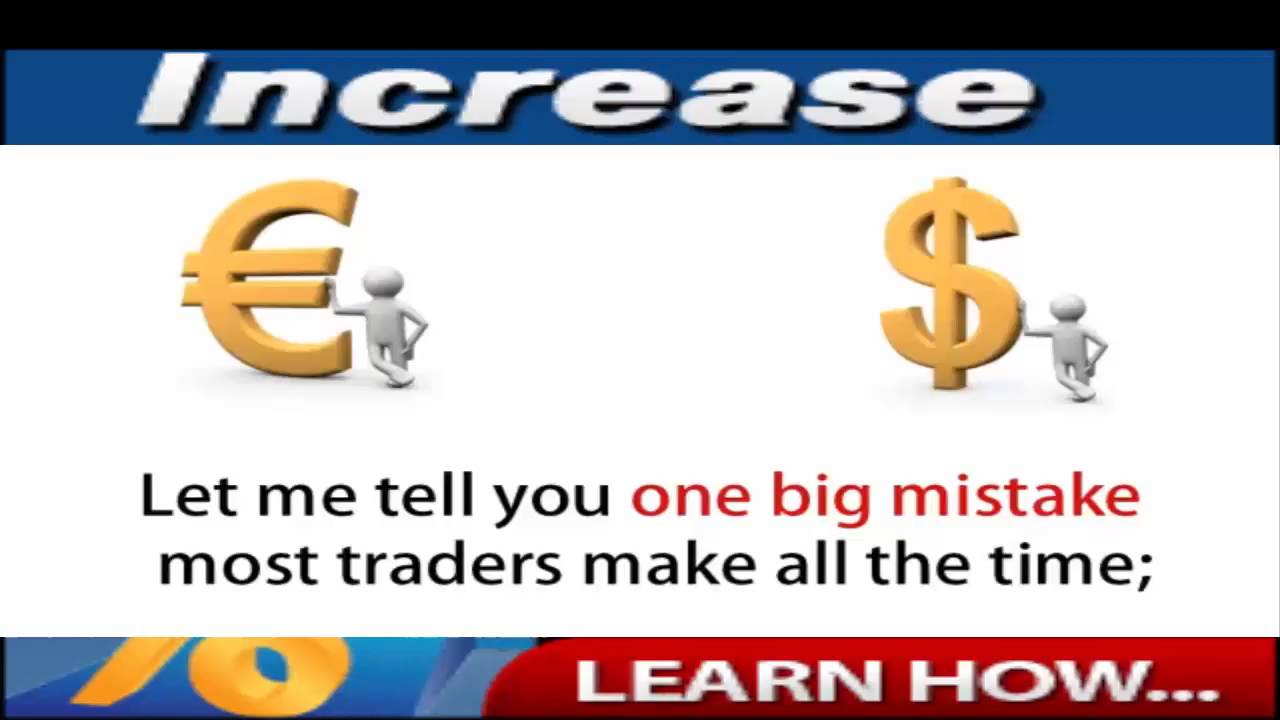 Increase
€ $
Let me tell you one big mistake
most traders make all the time;
%
LEARN HOW...